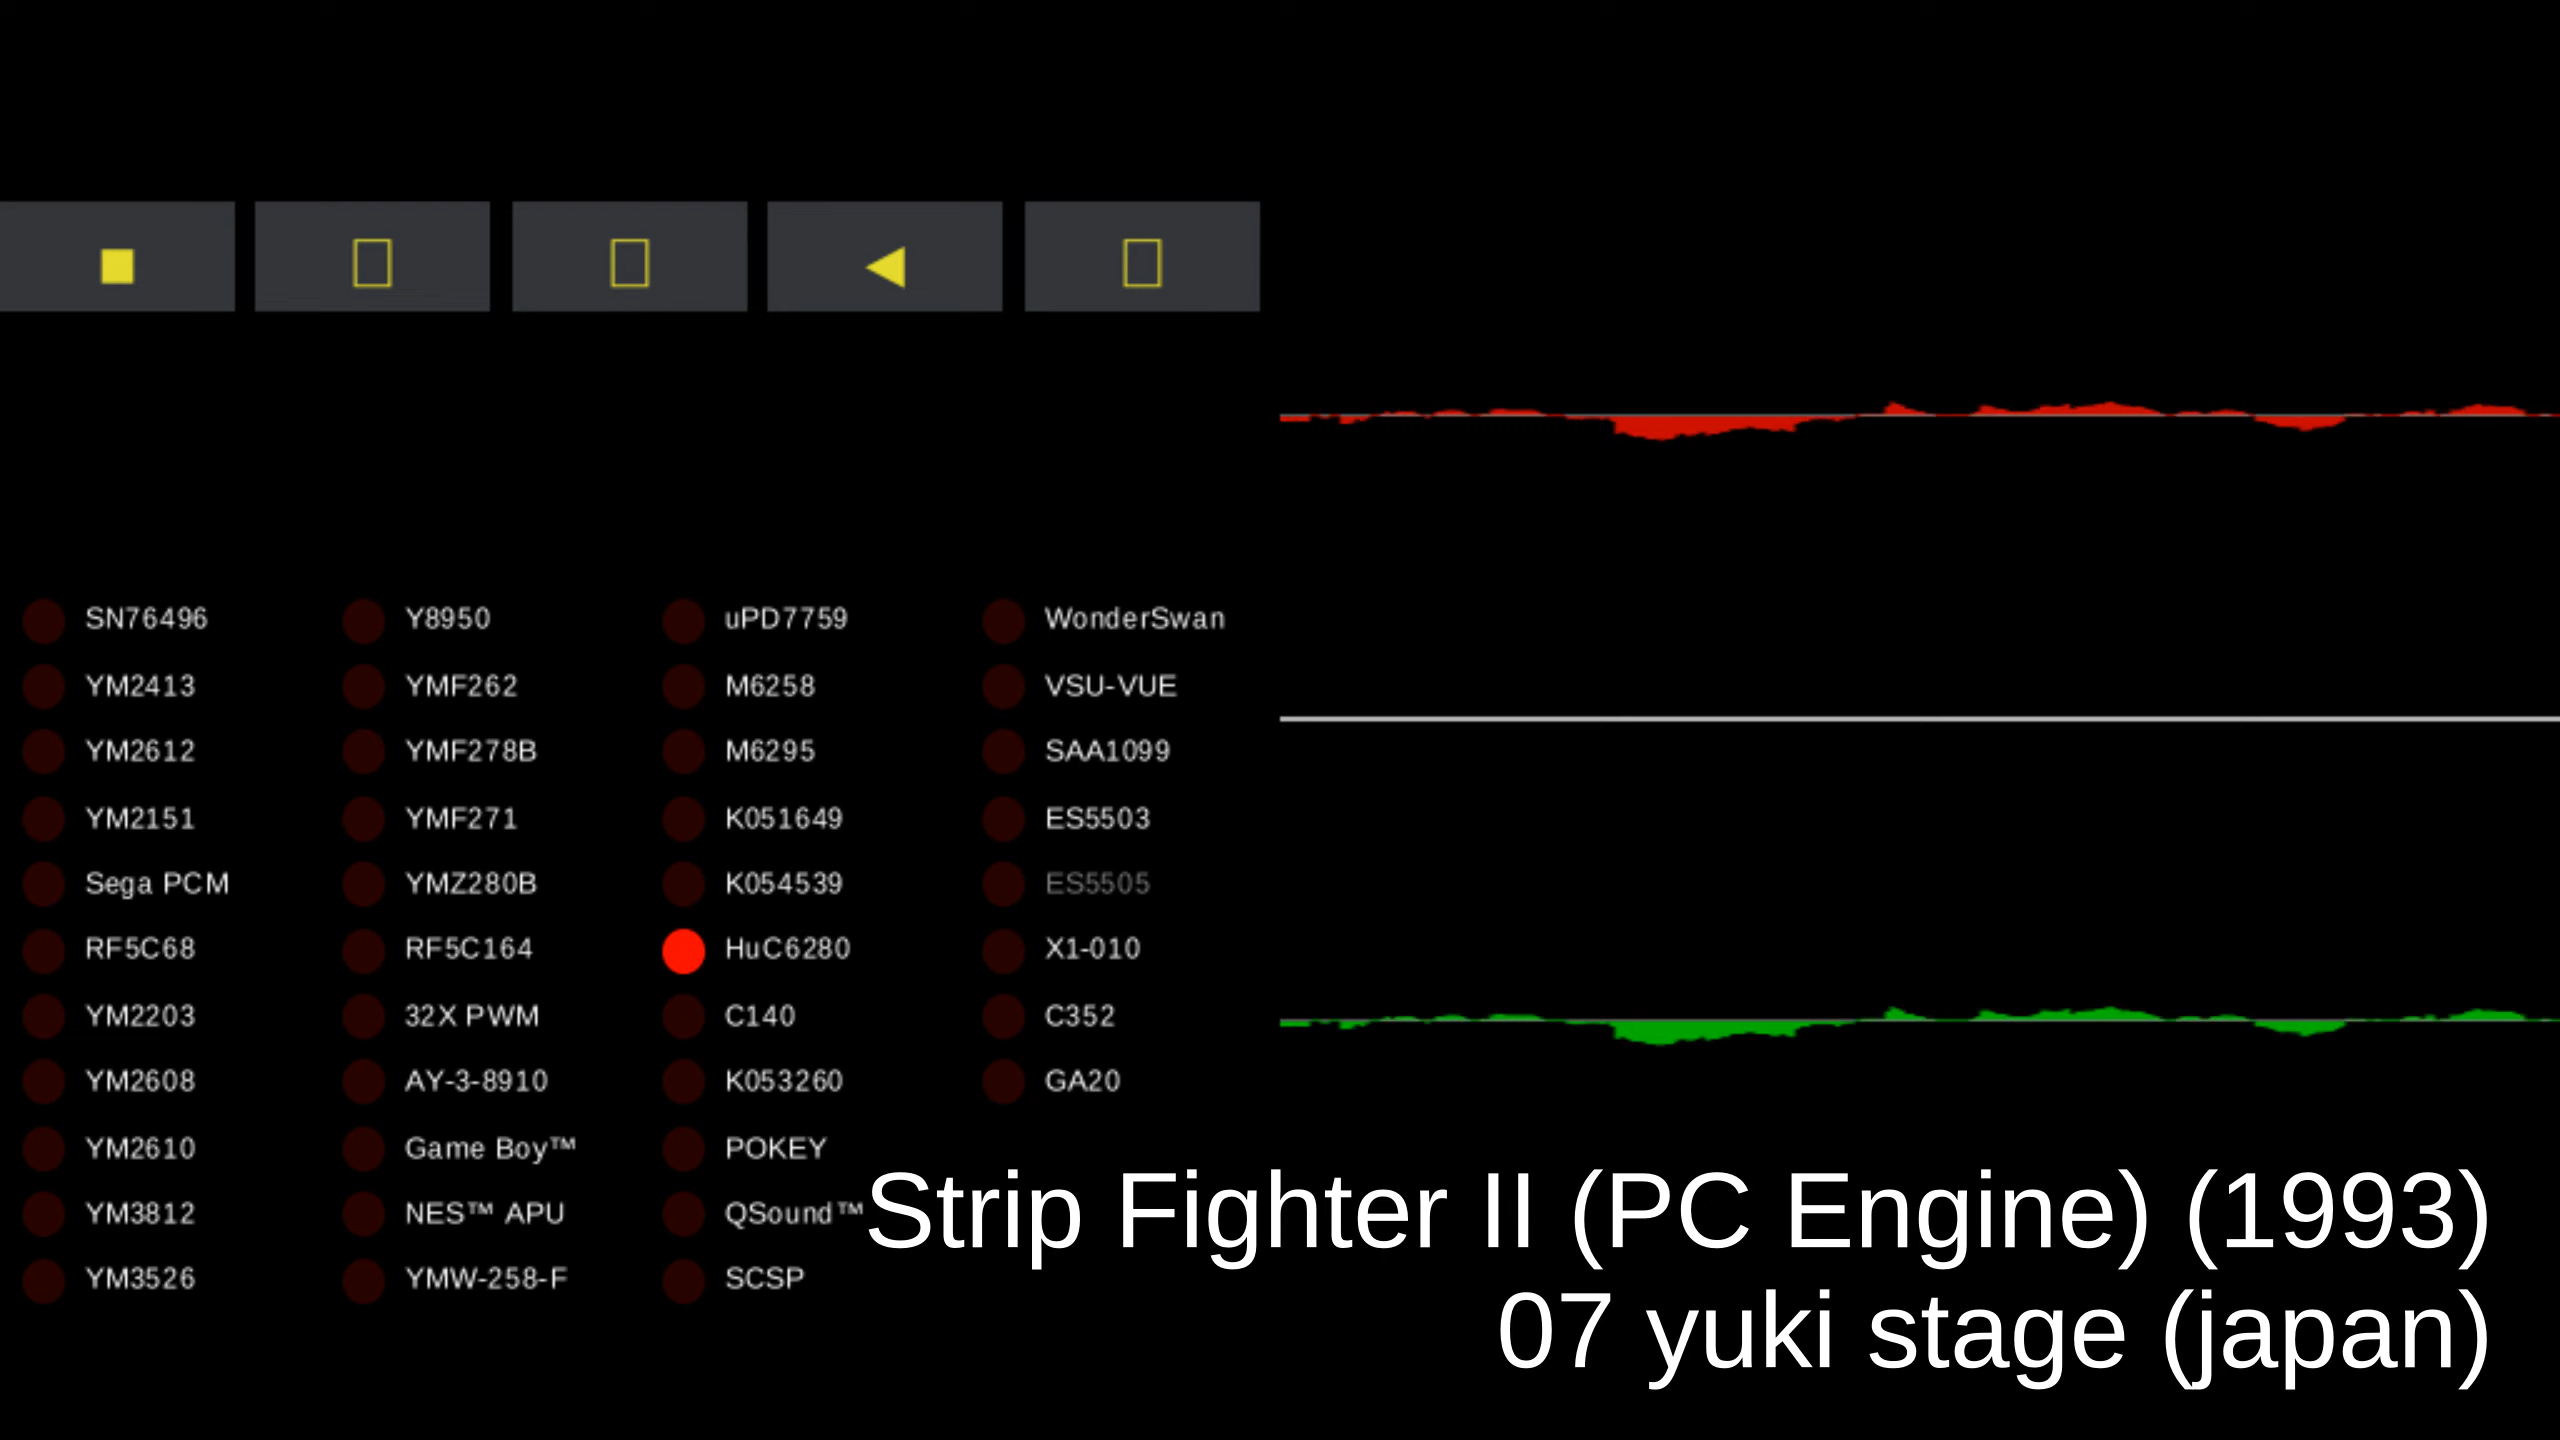 SN76496
YM2413
YM2612
YM2151
Sega PCM
RF5C68
YM2203
YM2608
YM2610
YM3812
YM3526
Y8950
YMF262
YMF278B
YMF271
YMZ280B
RF5C164
32X PWM
AY-3-8910
Game Boy™
NES™ APU
YMW-258-F
uPD7759
M6258
M6295
K051649
K054539
HuC6280
C140
K053260
POKEY
QSound™
SCSP
WonderSwan
VSU-VUE
SAA1099
ES5503
ES5505
X1-010
C352
GA20
Strip Fighter II (PC Engine) (1993)
07 yuki stage (japan)